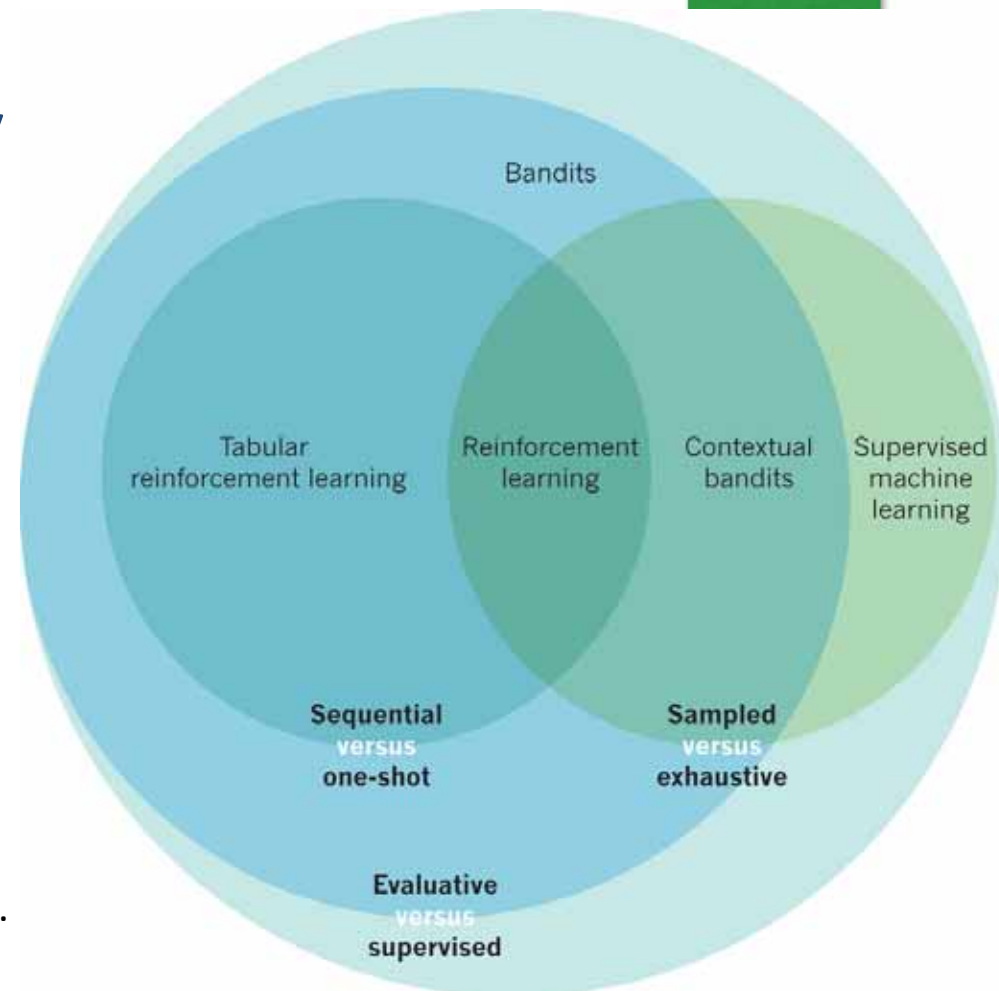 Bandits
Tabular
reinforcement learning
Reinforcement
learning
Contextual
bandits
Supervised
machine
learning
Sequential
versus
one-shot
Sampled
versus
exhaustive
Evaluative
versus
supervised